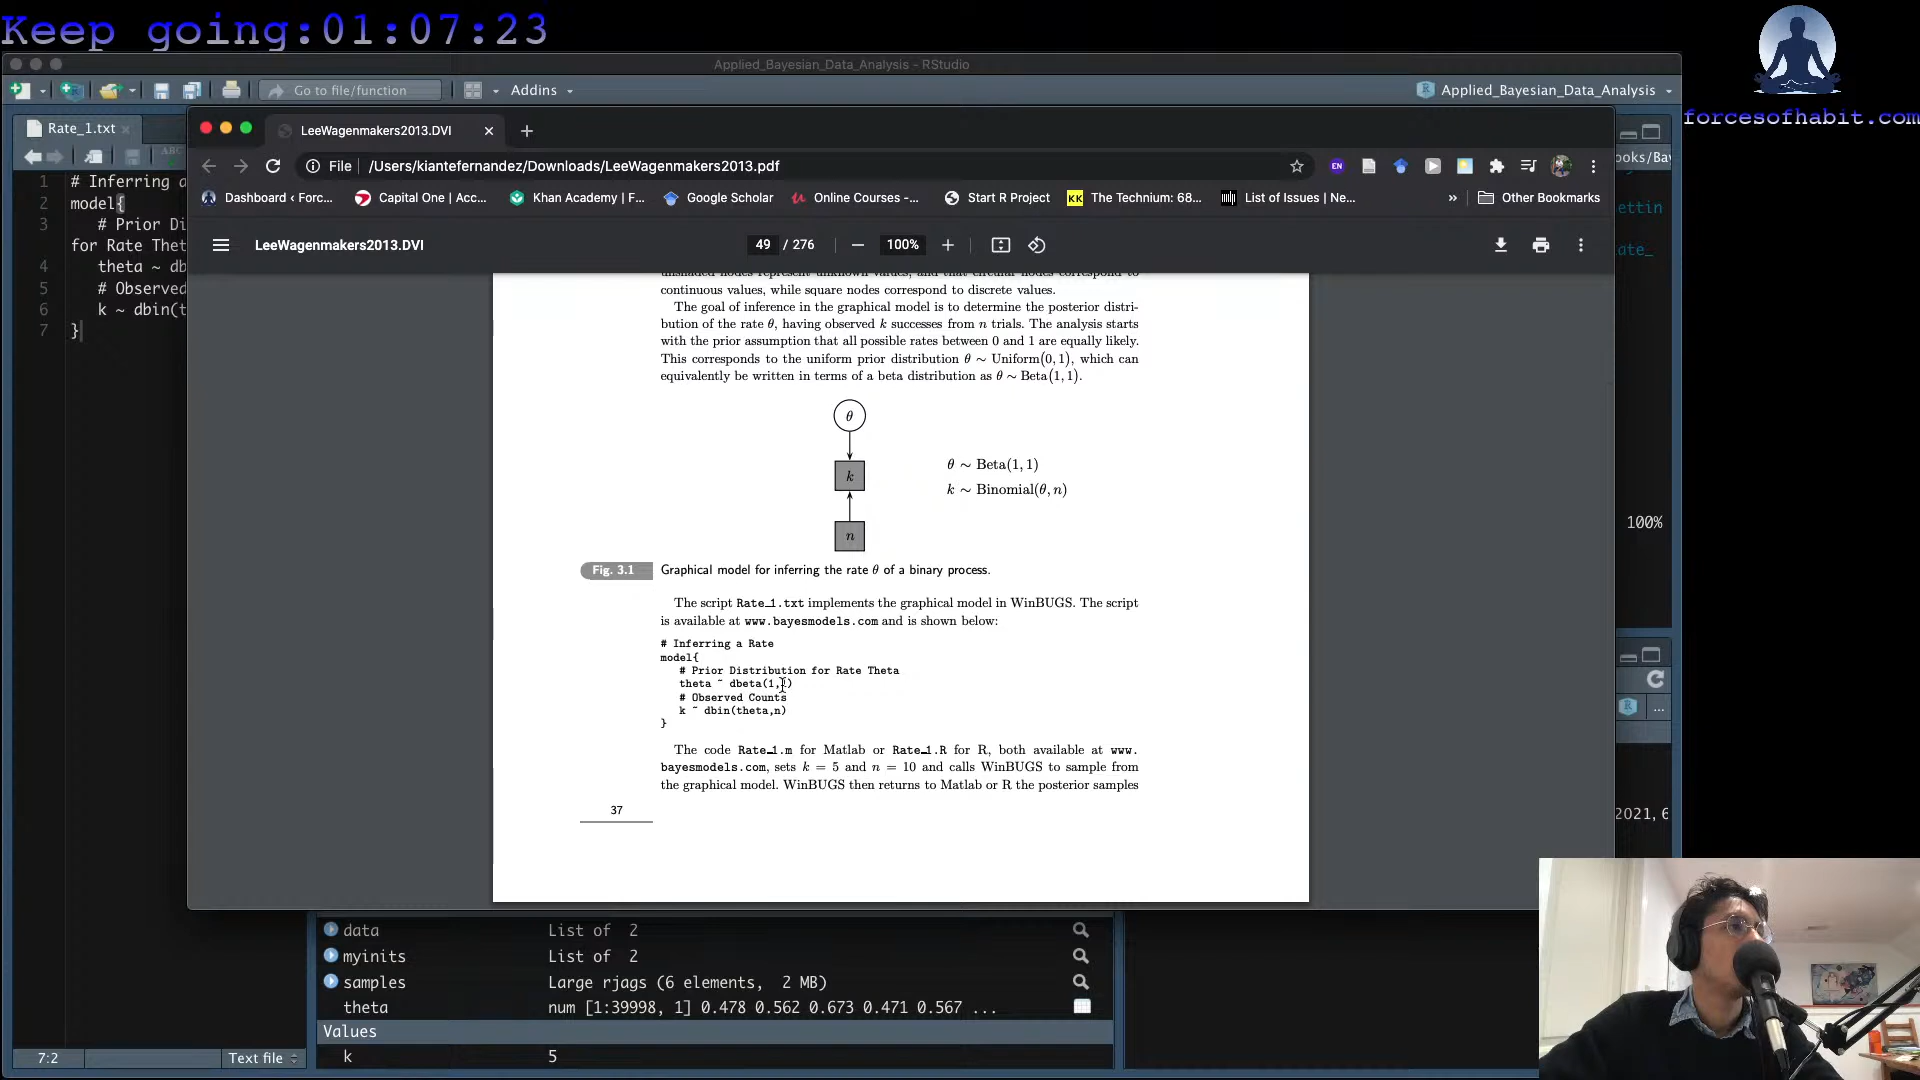 Keep going:01:07:23
Applied_Bayesian_Data_Analysis - RStudio
Go to file/function
Addins
Applied_Bayesian_Data_Analysis
forcesofhabit.com
Rate_1.txt
LeeWagenmakers2013.DVI
File
/Users/kiantefernandez/Downloads/LeeWagenmakers2013.pdf
EN
Dashboard ‹ Forc...
Capital One | Acc...
Khan Academy | F...
Google Scholar
Online Courses -...
Start R Project
KK
The Technium: 68...
List of Issues | Ne...
»
Other Bookmarks
LeeWagenmakers2013.DVI
49 / 276
100%
1 # Inferring a
2 model{
3 # Prior Di
for Rate Thet
4 theta ~ db
5 # Observed
6 k ~ dbin(t
7 }
continuous values, while square nodes correspond to discrete values.
The goal of inference in the graphical model is to determine the posterior distri-
bution of the rate θ, having observed k successes from n trials. The analysis starts
with the prior assumption that all possible rates between 0 and 1 are equally likely.
This corresponds to the uniform prior distribution θ ∼ Uniform(0, 1), which can
equivalently be written in terms of a beta distribution as θ ∼ Beta(1, 1).
θ
k
n
θ ∼ Beta(1, 1)
k ∼ Binomial(θ, n)
Fig. 3.1 Graphical model for inferring the rate θ of a binary process.
The script Rate_1.txt implements the graphical model in WinBUGS. The script
is available at www.bayesmodels.com and is shown below:
# Inferring a Rate
model{
# Prior Distribution for Rate Theta
theta ~ dbeta(1,1)
# Observed Counts
k ~ dbin(theta,n)
}
The code Rate_1.m for Matlab or Rate_1.R for R, both available at www.
bayesmodels.com, sets k = 5 and n = 10 and calls WinBUGS to sample from
the graphical model. WinBUGS then returns to Matlab or R the posterior samples
37
ooks/Bay
ettin
ate_
100%
2021, 6
data List of 2
myinits List of 2
samples Large rjags (6 elements, 2 MB)
theta num [1:39998, 1] 0.478 0.562 0.673 0.471 0.567 ...
Values
k 5
7:2
Text file